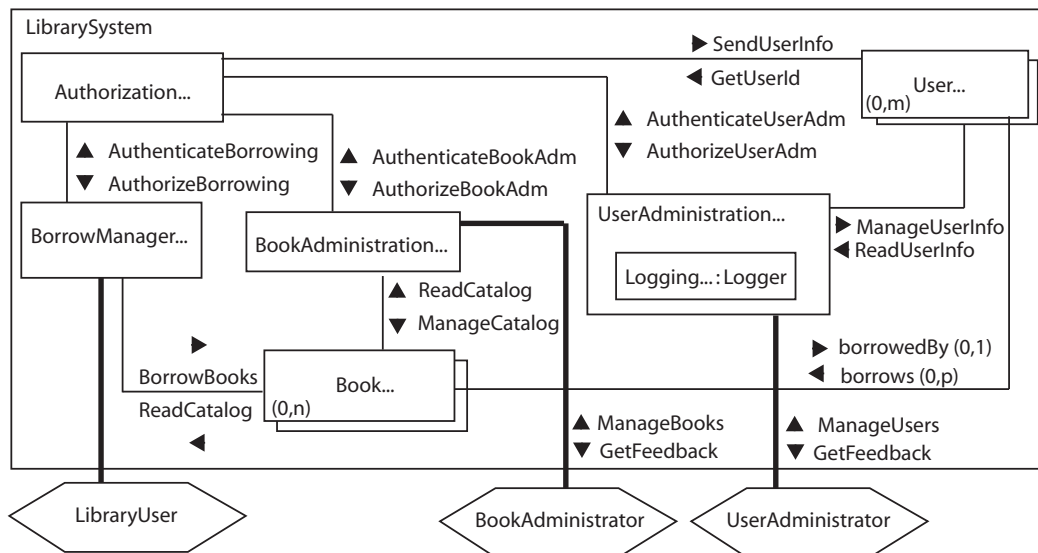 LibrarySystem
SendUserInfo
Authorization...
GetUserId
User...
(0,m)
AuthenticateUserAdm
AuthorizeUserAdm
AuthenticateBorrowing
AuthorizeBorrowing
AuthenticateBookAdm
AuthorizeBookAdm
BorrowManager...
BookAdministration...
UserAdministration...
ManageUserInfo
ReadUserInfo
Logging...:Logger
ReadCatalog
ManageCatalog
borrowedBy (0,1)
borrows (0,p)
BorrowBooks
ReadCatalog
Book...
(0,n)
ManageBooks
GetFeedback
ManageUsers
GetFeedback
LibraryUser
BookAdministrator
UserAdministrator